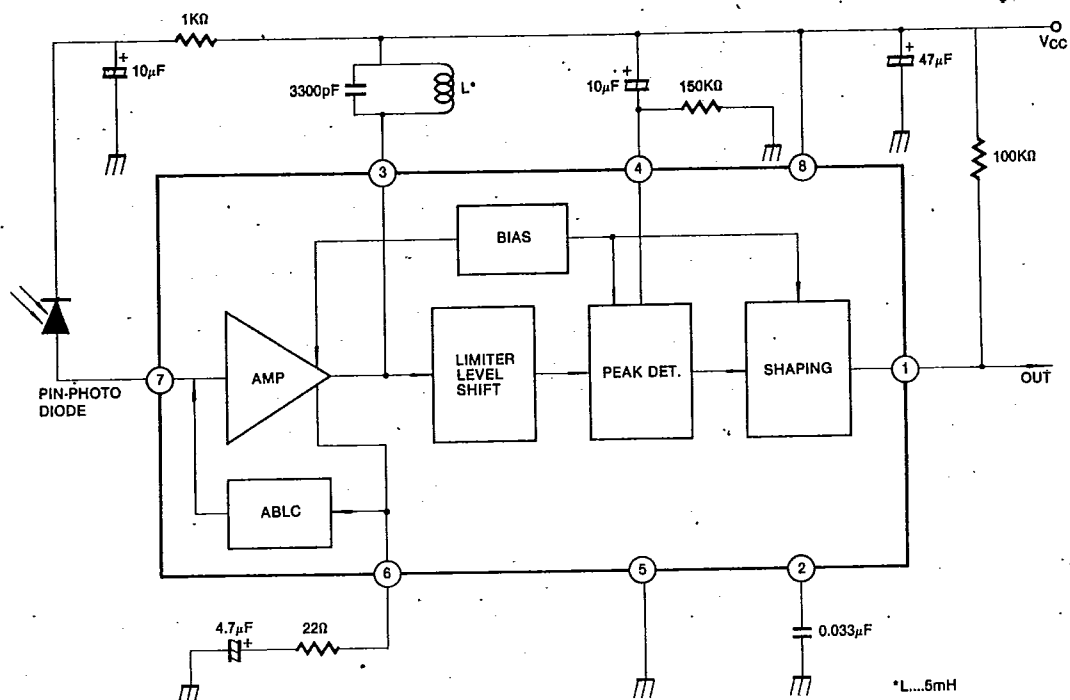 1KΩ
VCC
+
10μF
3300pF
L*
+
10μF
150KΩ
+
47μF
100KΩ
3
4
8
BIAS
7
AMP
LIMITER
LEVEL
SHIFT
PEAK DET.
SHAPING
1
OUT
PIN-PHOTO
DIODE
ABLC
6
5
2
4.7μF
+
22Ω
0.033μF
*L....5mH